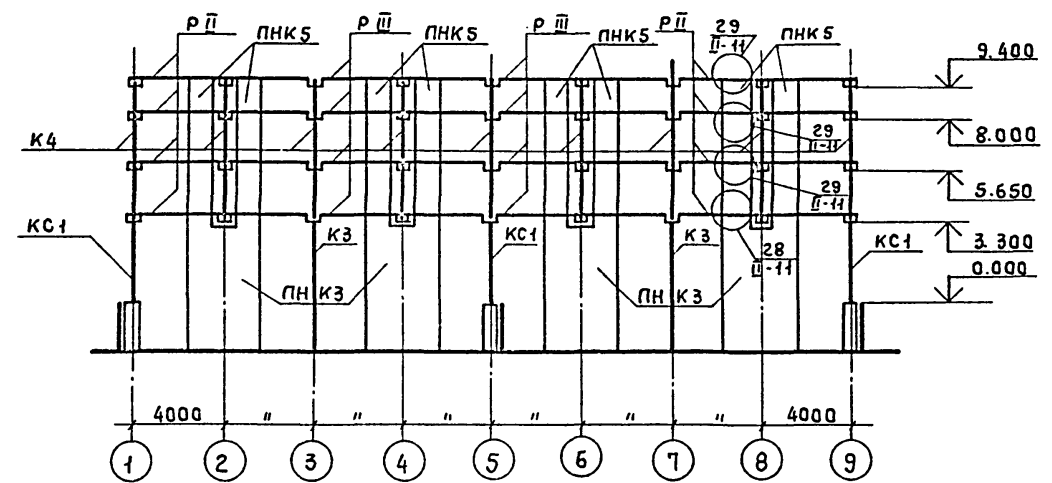 Р II ПНК5 Р III ПНК5 Р III ПНК5 Р II 29 ПНК5
II-11
9.400
К4 29 8.000
II-11
5.650
29
II-11
КС1 К3 КС1 К3 28 КС1 3.300
II-11
0.000
ПН К3 ПН К3
4000 " " " " " " 4000
1 2 3 4 5 6 7 8 9